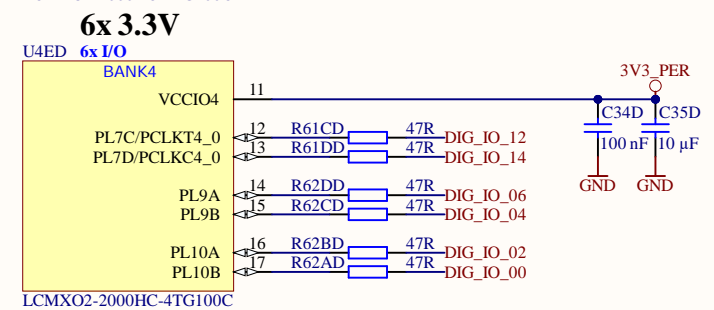 6x 3.3V
U4ED 6x I/O
BANK4
3V3_PER
VCCIO4 11
C34D C35D
100 nF 10 µF
PL7C/PCLKT4_0 12 R61CD 47R DIG_IO_12
PL7D/PCLKC4_0 13 R61DD 47R DIG_IO_14
GND GND
PL9A 14 R62DD 47R DIG_IO_06
PL9B 15 R62CD 47R DIG_IO_04
PL10A 16 R62BD 47R DIG_IO_02
PL10B 17 R62AD 47R DIG_IO_00
LCMXO2-2000HC-4TG100C